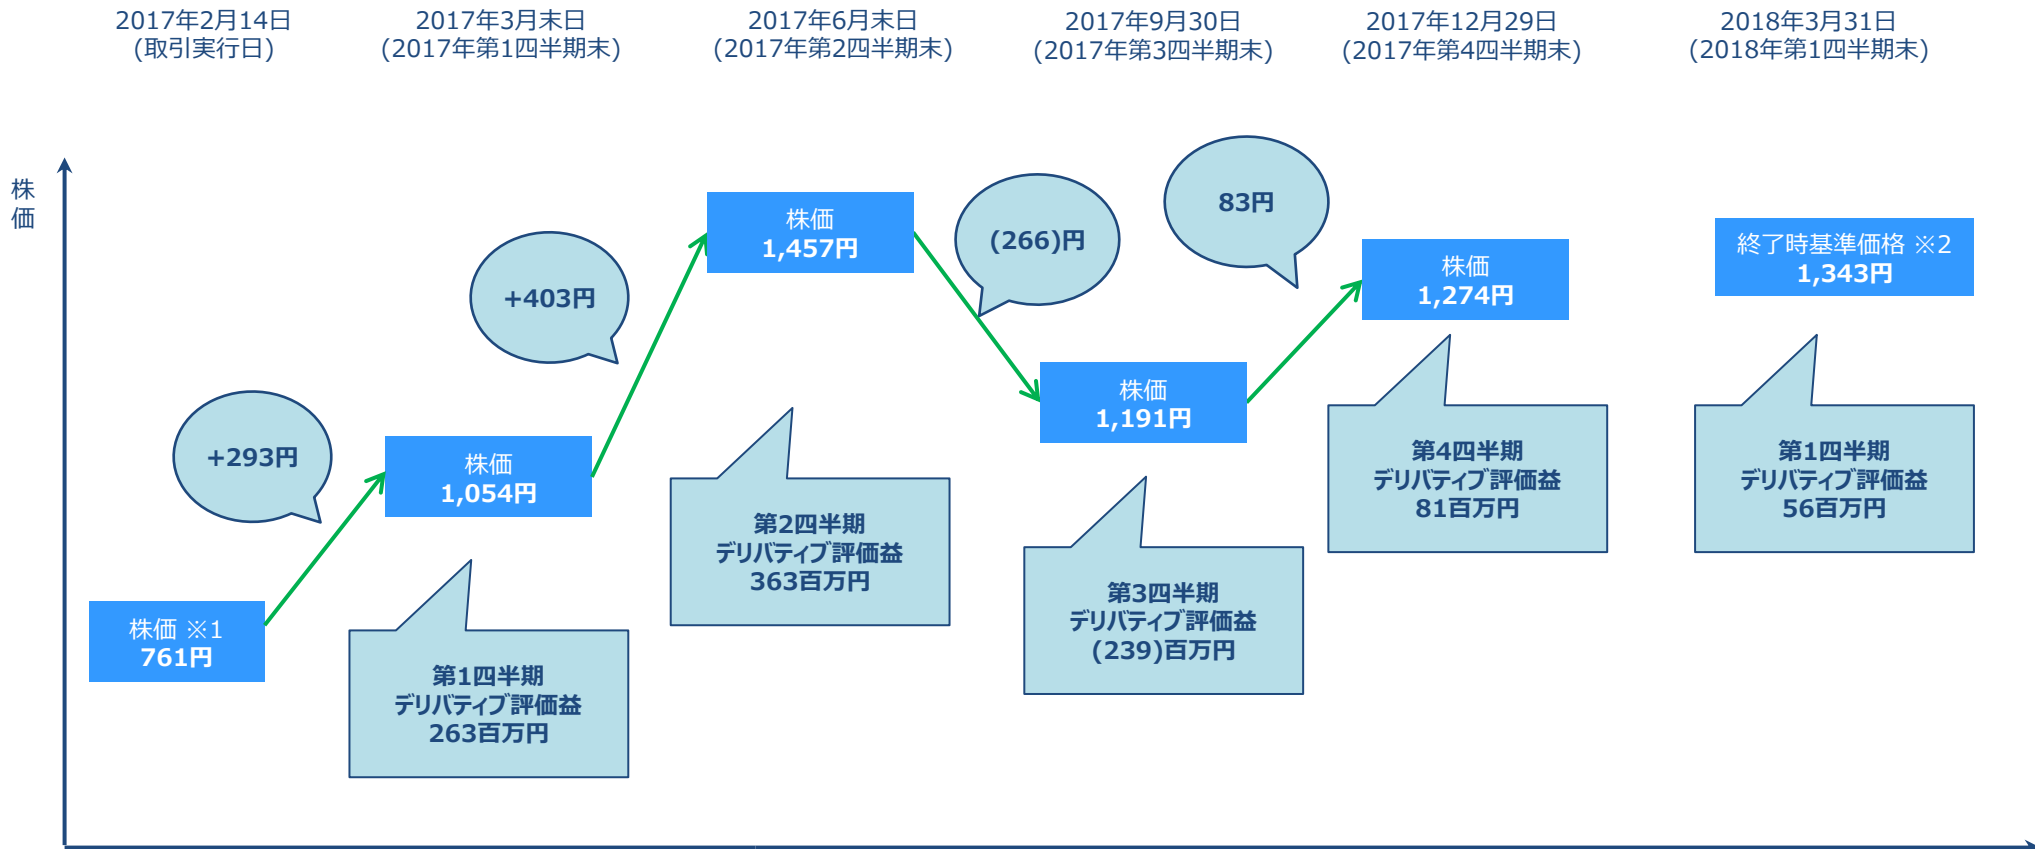 2017年2月14日
(取引実行日)
2017年3月末日
(2017年第1四半期末)
2017年6月末日
(2017年第2四半期末)
2017年9月30日
(2017年第3四半期末)
2017年12月29日
(2017年第4四半期末)
2018年3月31日
(2018年第1四半期末)
株
価
株価 ※1
761円
+293円
株価
1,054円
第1四半期
デリバティブ評価益
263百万円
+403円
株価
1,457円
第2四半期
デリバティブ評価益
363百万円
(266)円
株価
1,191円
第3四半期
デリバティブ評価益
(239)百万円
83円
株価
1,274円
第4四半期
デリバティブ評価益
81百万円
終了時基準価格 ※2
1,343円
第1四半期
デリバティブ評価益
56百万円